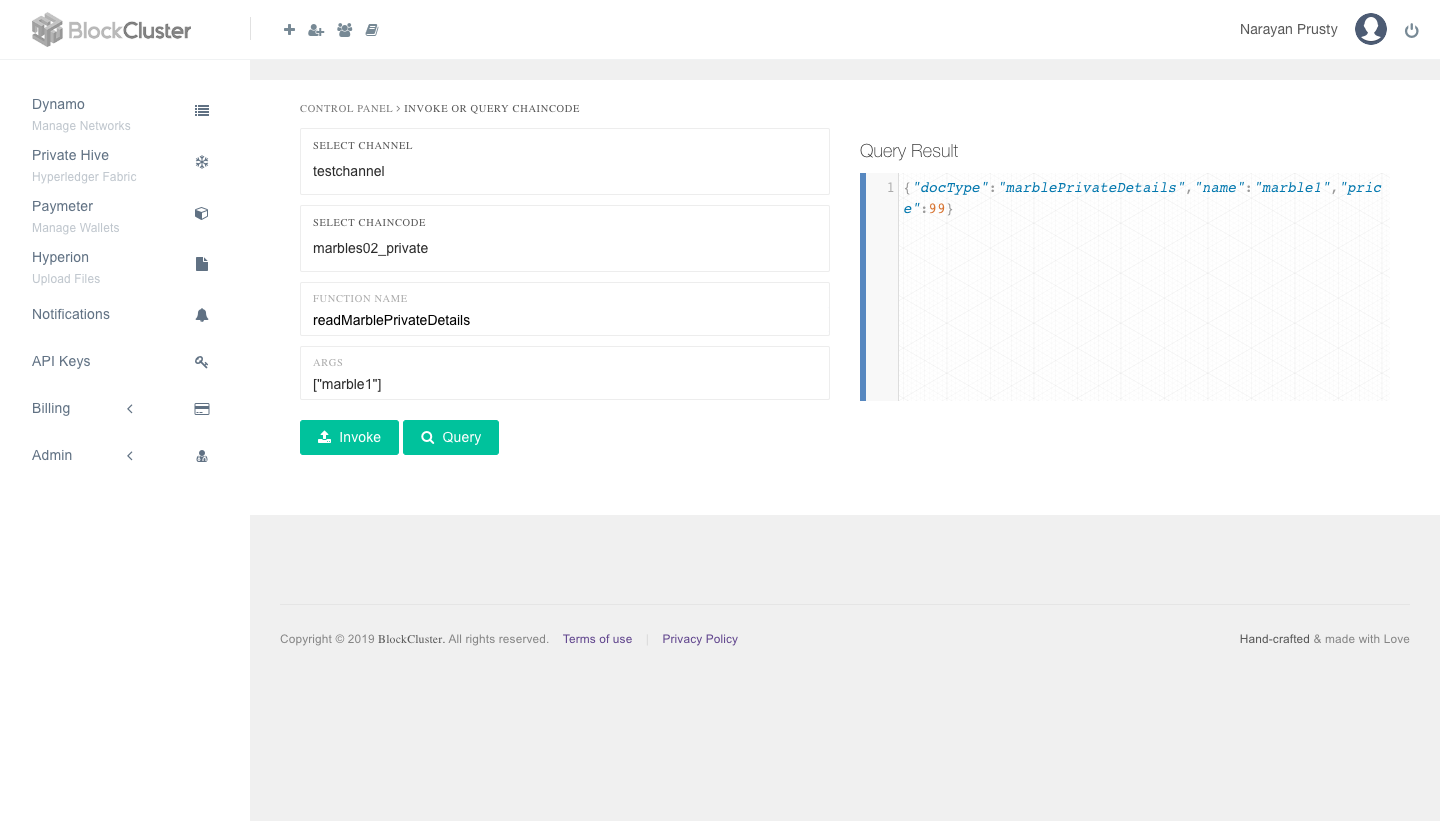 BlockCluster
Narayan Prusty
Dynamo
Manage Networks
Private Hive
Hyperledger Fabric
Paymeter
Manage Wallets
Hyperion
Upload Files
Notifications
API Keys
Billing
Admin
CONTROL PANEL > INVOKE OR QUERY CHAINCODE
SELECT CHANNEL
testchannel
SELECT CHAINCODE
marbles02_private
FUNCTION NAME
readMarblePrivateDetails
ARGS
["marble1"]
Invoke
Query
Query Result
1 {"docType":"marblePrivateDetails","name":"marble1","pric
e":99}
Copyright © 2019 BlockCluster. All rights reserved. Terms of use | Privacy Policy
Hand-crafted & made with Love